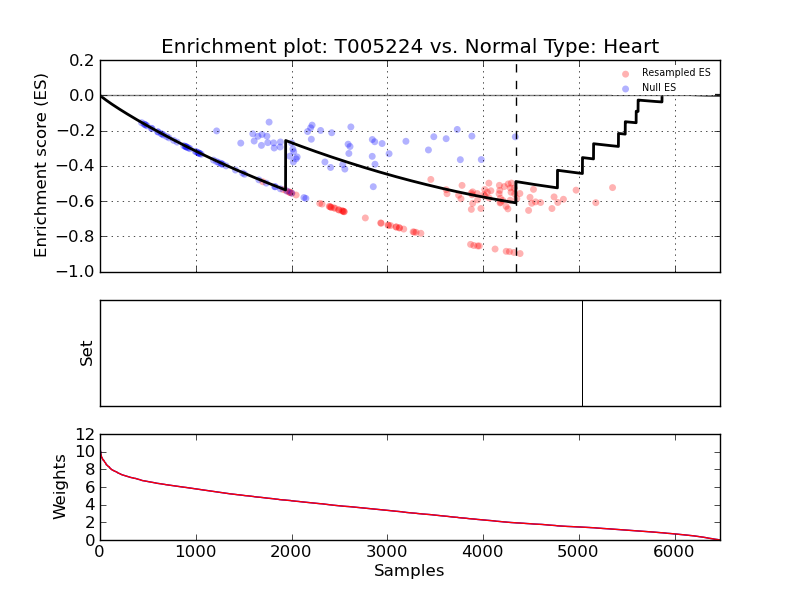 Enrichment plot: T005224 vs. Normal Type: Heart
Enrichment score (ES)
0.2
0.0
−0.2
−0.4
−0.6
−0.8
−1.0
Resampled ES
Null ES
Set
Weights
12
10
8
6
4
2
0
0 1000 2000 3000 4000 5000 6000
Samples